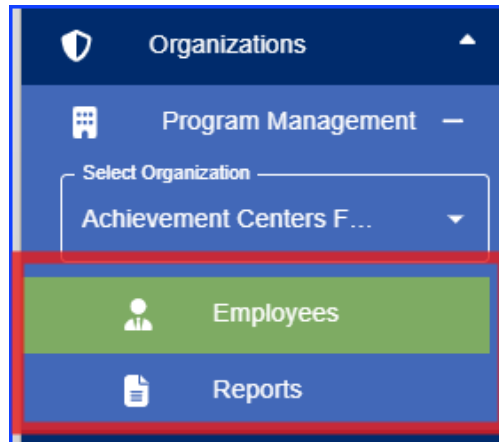 Organizations
Program Management
Select Organization
Achievement Centers F...
Employees
Reports